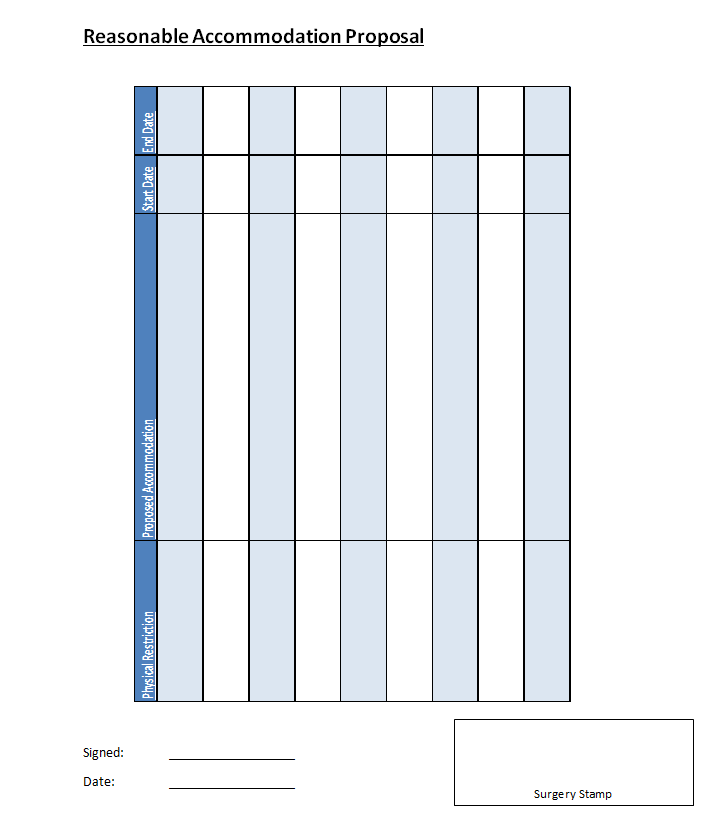 Reasonable Accommodation Proposal
Physical Restriction
Proposed Accommodation
Start Date
End Date
Signed:
Date:
Surgery Stamp